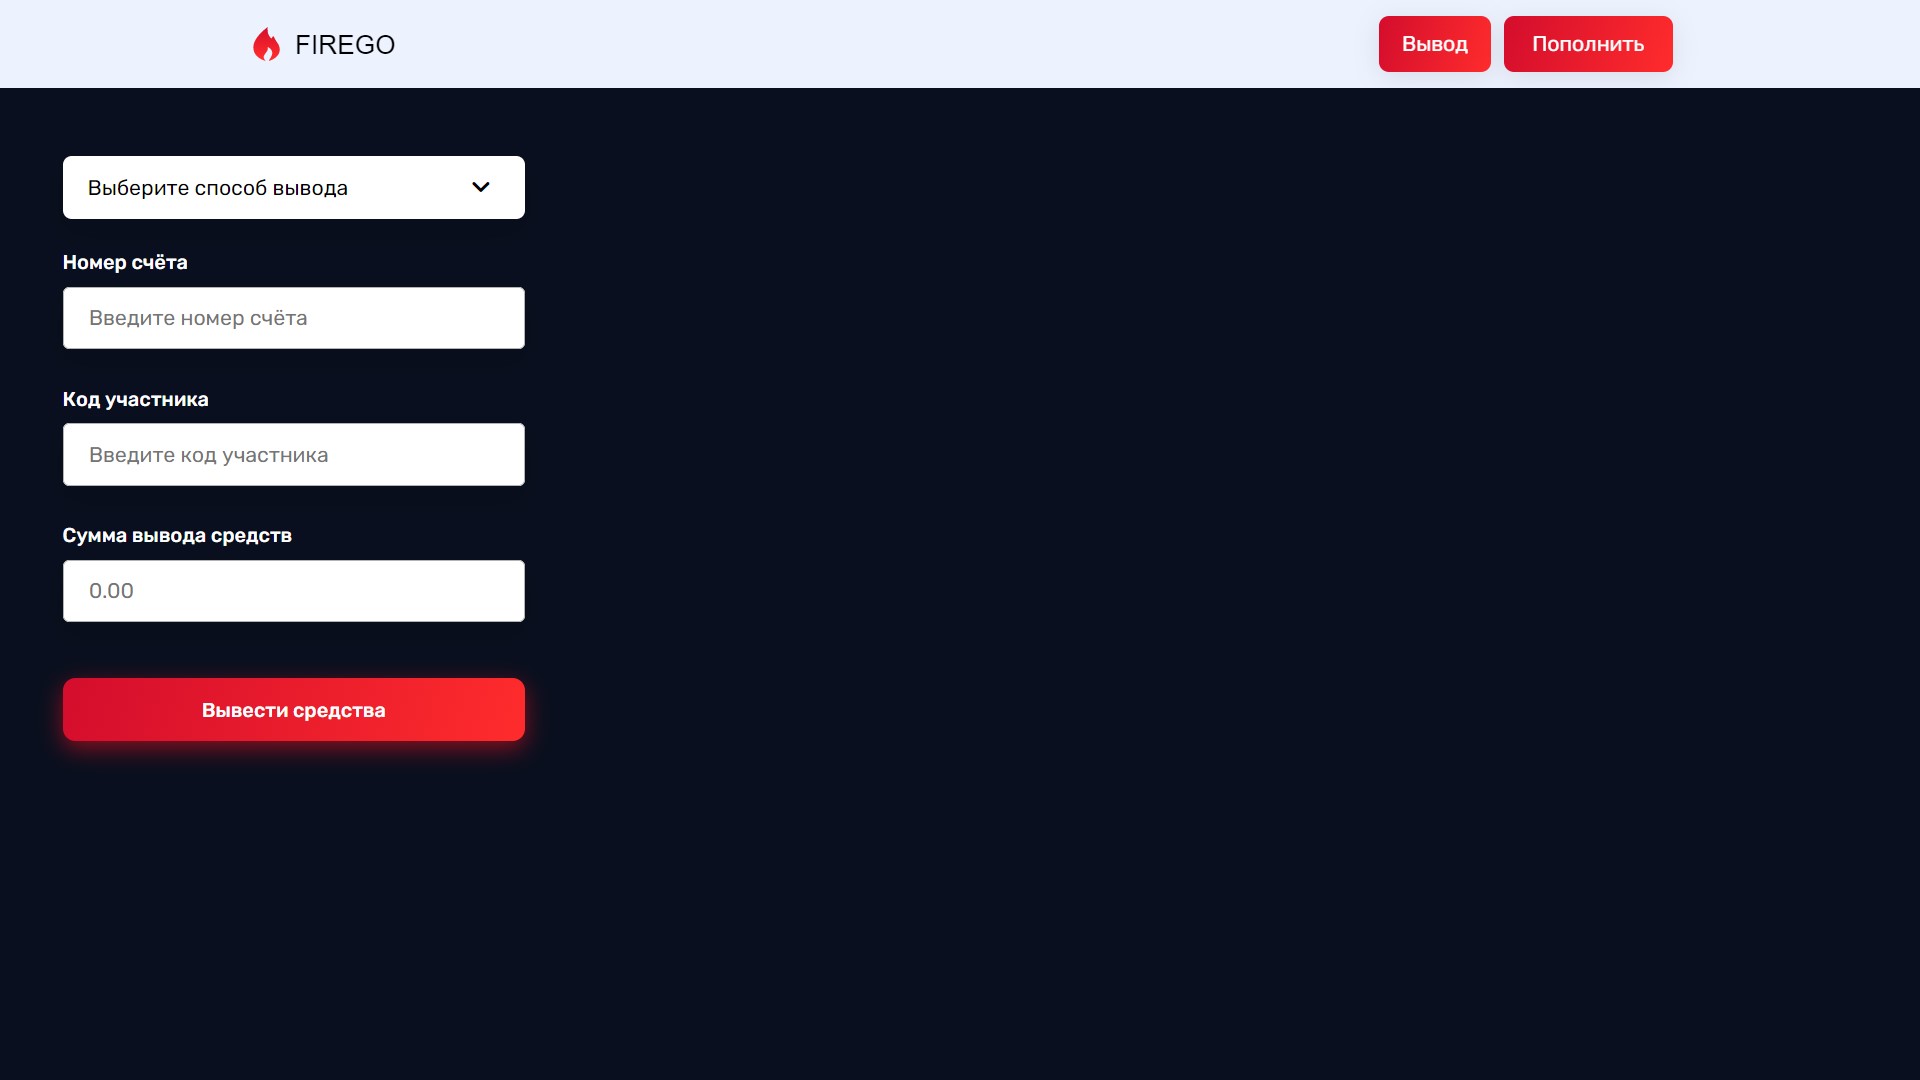 FIREGO
Вывод
Пополнить
Выберите способ вывода
Номер счёта
Введите номер счёта
Код участника
Введите код участника
Сумма вывода средств
0.00
Вывести средства